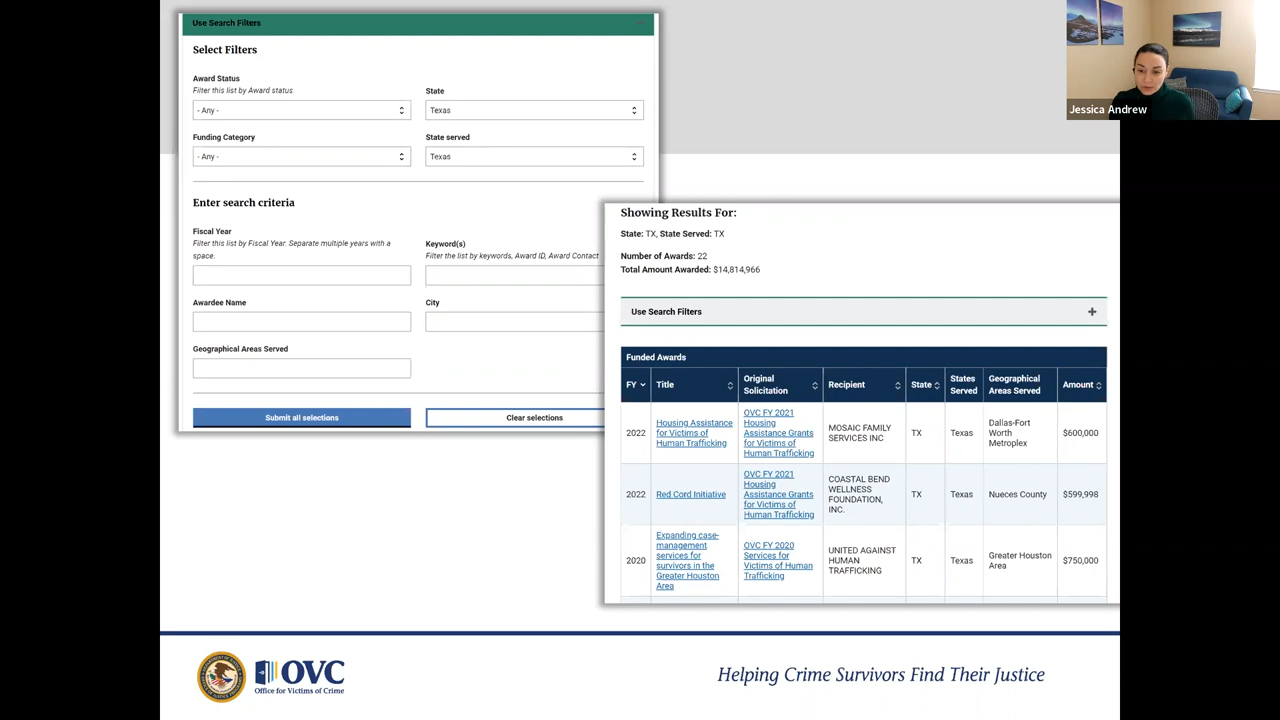 Use Search Filters
Select Filters
Award Status
Filter this list by Award status
- Any -
State
Texas
Funding Category
- Any -
State served
Texas
Enter search criteria
Fiscal Year
Filter this list by Fiscal Year. Separate multiple years with a
space.
Keyword(s)
Filter the list by keywords, Award ID, Award Contact
Awardee Name
City
Geographical Areas Served
Submit all selections
Clear selections
Jessica Andrew
Showing Results For:
State: TX, State Served: TX
Number of Awards: 22
Total Amount Awarded: $14,814,966
Use Search Filters
Funded Awards
FY
Title
Original
Solicitation
Recipient
State
States
Served
Geographical
Areas Served
Amount
2022
Housing Assistance
for Victims of
Human Trafficking
OVC FY 2021
Housing
Assistance Grants
for Victims of
Human Trafficking
MOSAIC FAMILY
SERVICES INC
TX
Texas
Dallas-Fort
Worth
Metroplex
$600,000
2022
Red Cord Initiative
OVC FY 2021
Housing
Assistance Grants
for Victims of
Human Trafficking
COASTAL BEND
WELLNESS
FOUNDATION,
INC.
TX
Texas
Nueces County
$599,998
2020
Expanding case-
management
services for
survivors in the
Greater Houston
Area
OVC FY 2020
Services for
Victims of Human
Trafficking
UNITED AGAINST
HUMAN
TRAFFICKING
TX
Texas
Greater Houston
Area
$750,000
OVC
Office for Victims of Crime
Helping Crime Survivors Find Their Justice